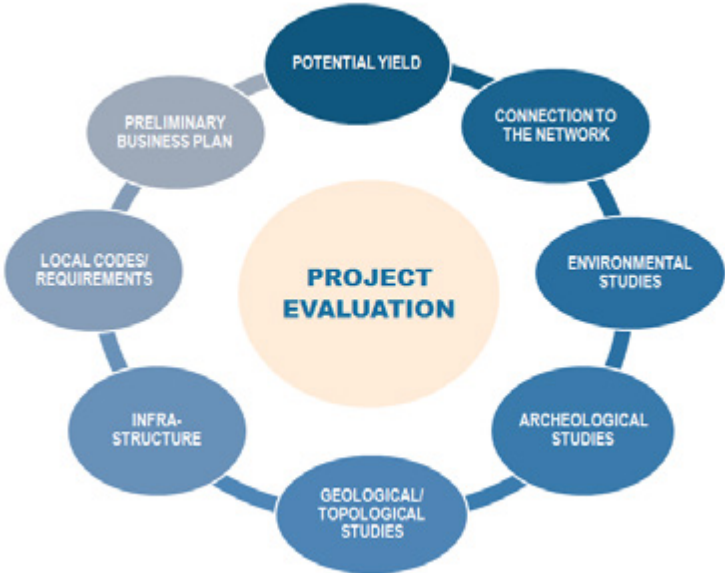 POTENTIAL YIELD
CONNECTION TO
THE NETWORK
ENVIRONMENTAL
STUDIES
ARCHEOLOGICAL
STUDIES
GEOLOGICAL/
TOPOLOGICAL
STUDIES
INFRA-
STRUCTURE
LOCAL CODES/
REQUIREMENTS
PRELIMINARY
BUSINESS PLAN
PROJECT
EVALUATION